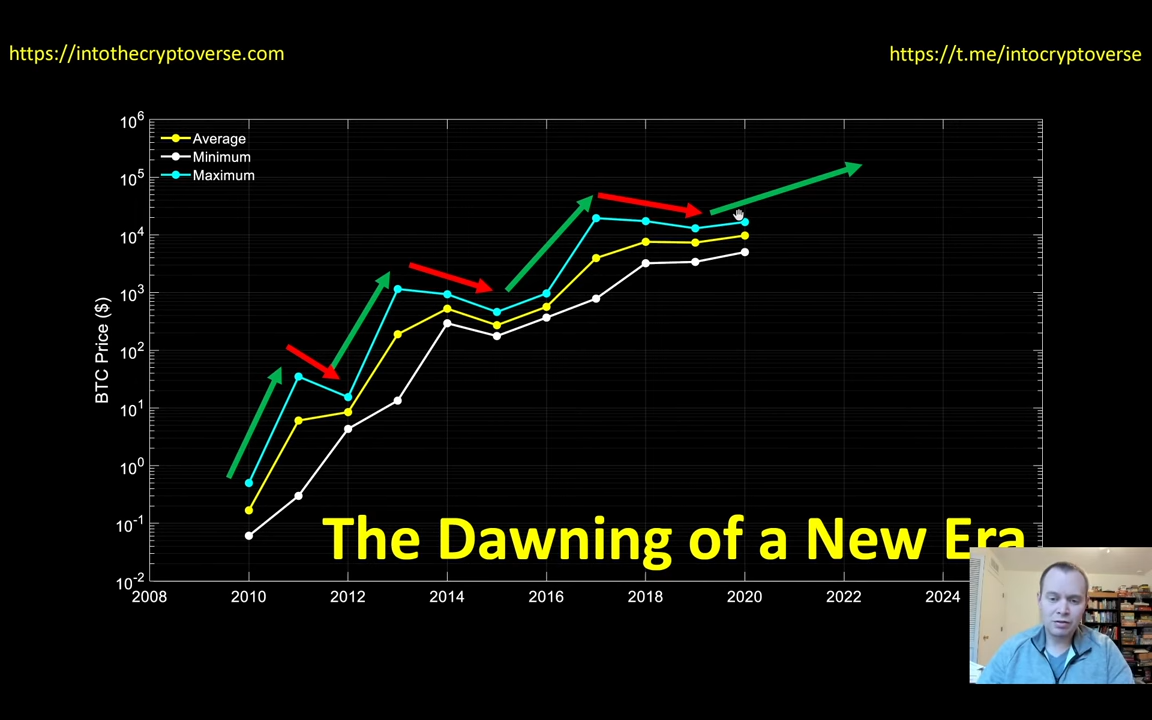 https://intothecryptoverse.com
https://t.me/intocryptoverse
Average
Minimum
Maximum
BTC Price ($)
10^6
10^5
10^4
10^3
10^2
10^1
10^0
10^-1
10^-2
The Dawning of a New Era
2008 2010 2012 2014 2016 2018 2020 2022 2024